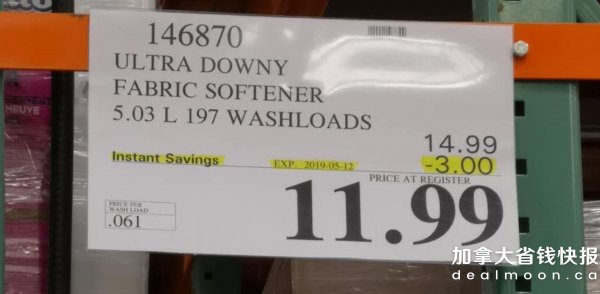 146870
ULTRA DOWNY
FABRIC SOFTENER
5.03 L 197 WASHLOADS
14.99
Instant Savings EXP. 2019-05-12 -3.00
PRICE AT REGISTER
11.99
PRICE PER
WASH LOAD
.061
NEUVE
加拿大省钱快报
dealmoon.ca